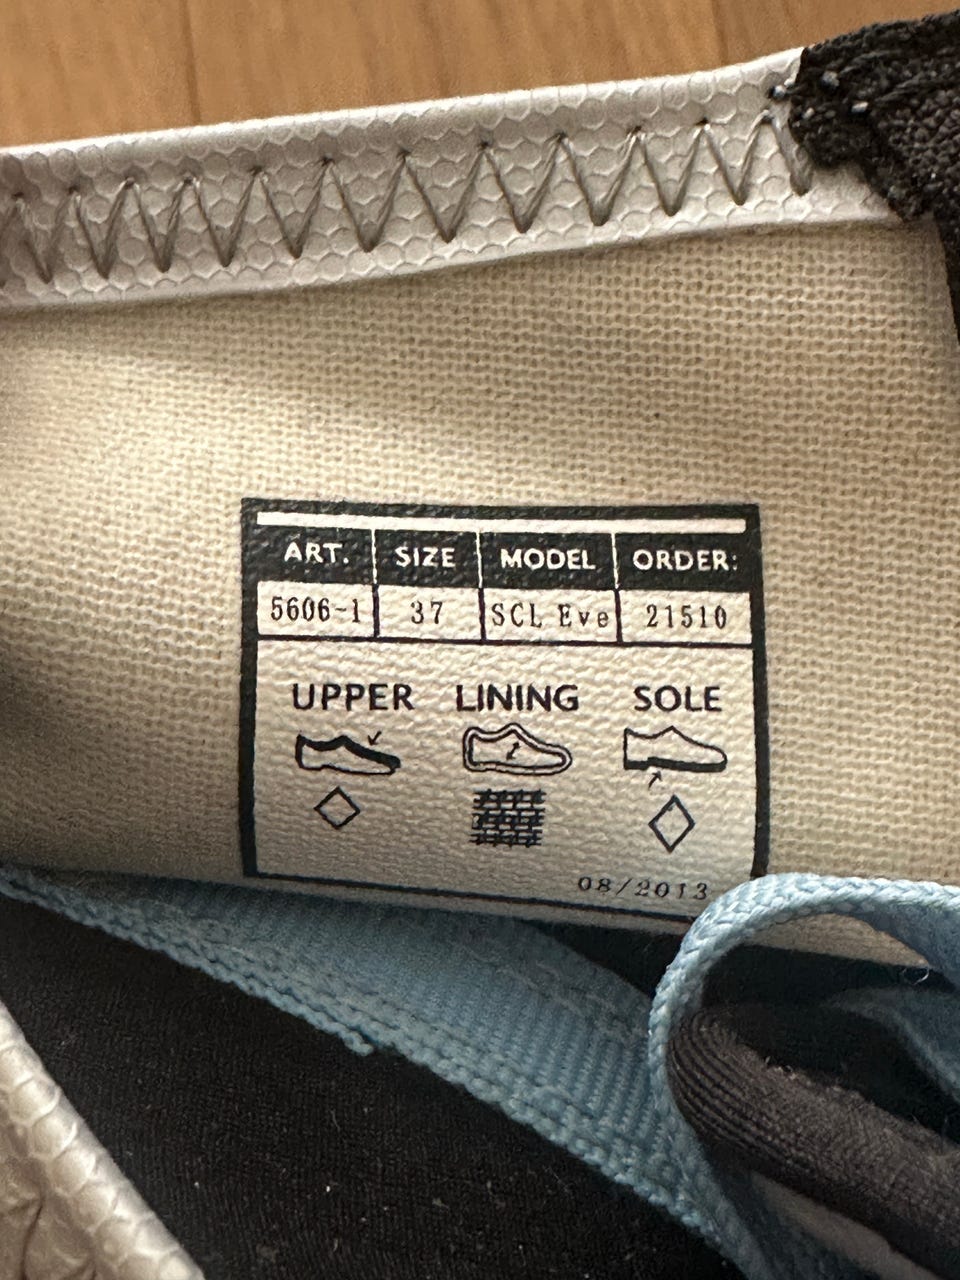 ART. SIZE MODEL ORDER:
5606-1 37 SCL Eve 21510
UPPER LINING SOLE
08/2013